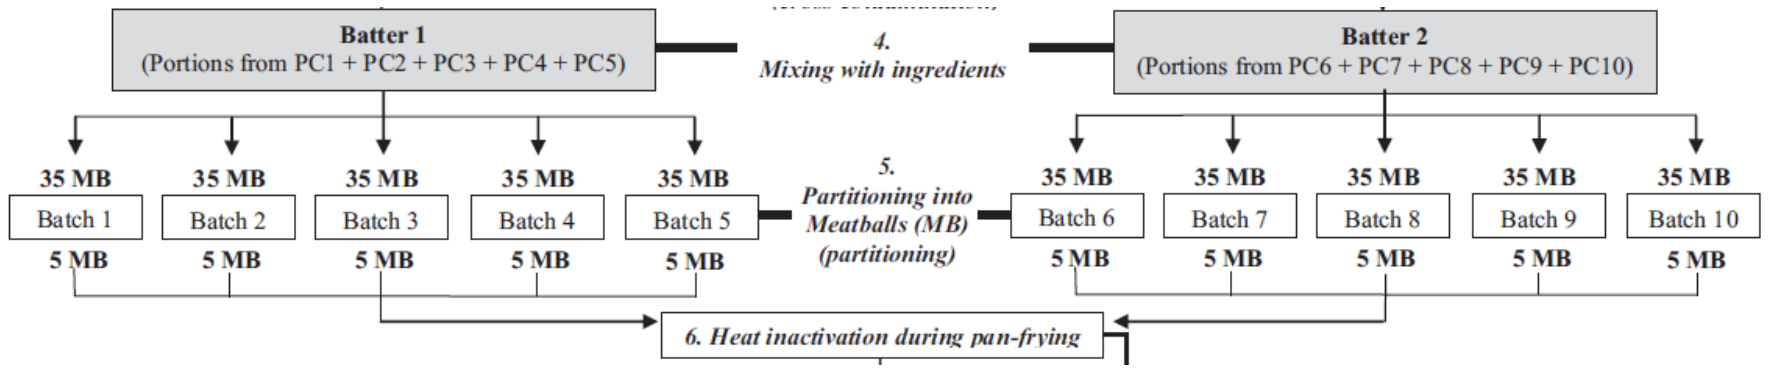 Batter 1
(Portions from PC1 + PC2 + PC3 + PC4 + PC5)
4.
Mixing with ingredients
Batter 2
(Portions from PC6 + PC7 + PC8 + PC9 + PC10)
35 MB 35 MB 35 MB 35 MB 35 MB
Batch 1 Batch 2 Batch 3 Batch 4 Batch 5
5 MB 5 MB 5 MB 5 MB 5 MB
5.
Partitioning into
Meatballs (MB)
(partitioning)
35 MB 35 MB 35 MB 35 MB 35 MB
Batch 6 Batch 7 Batch 8 Batch 9 Batch 10
5 MB 5 MB 5 MB 5 MB 5 MB
6. Heat inactivation during pan-frying